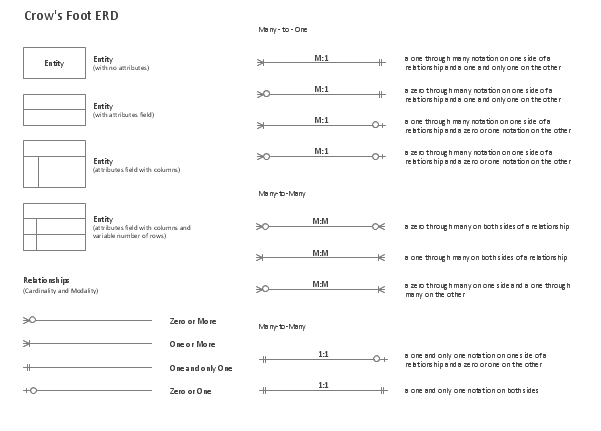 Crow's Foot ERD
Entity
Entity
(with no attributes)
Entity
(with attributes field)
Entity
(attributes field with columns)
Entity
(attributes field with columns and
variable number of rows)
Relationships
(Cardinality and Modality)
Zero or More
One or More
One and only One
Zero or One
Many - to - One
M:1
a one through many notation on one side of a
relationship and a one and only one on the other
M:1
a zero through many notation on one side of a
relationship and a one and only one on the other
M:1
a one through many notation on one side of a
relationship and a zero or one notation on the other
M:1
a zero through many notation on one side of a
relationship and a zero or one notation on the other
Many-to-Many
M:M
a zero through many on both sides of a relationship
M:M
a one through many on both sides of a relationship
M:M
a zero through many on one side and a one through
many on the other
Many-to-Many
1:1
a one and only one notation on one side of a
relationship and a zero or one on the other
1:1
a one and only one notation on both sides